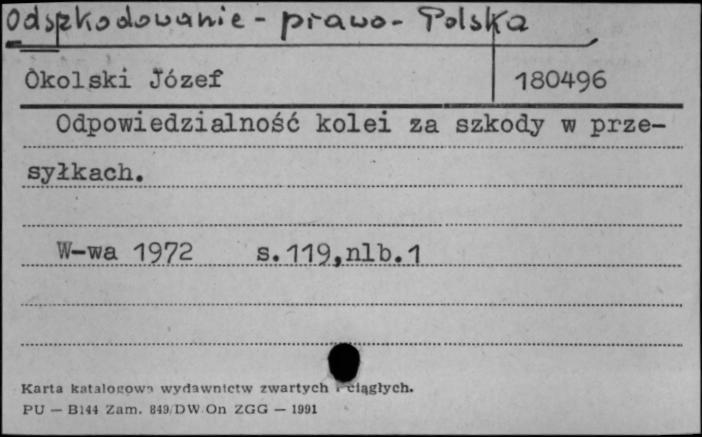 Odszkodowanie - prawo - Polska
Okolski Józef 180496
Odpowiedzialność kolei za szkody w prze-
syłkach.
W-wa 1972 s.119,nlb.1
Karta katalogowa wydawnictw zwartych i ciągłych.
PU — B144 Zam. 849/DW On ZGG — 1991